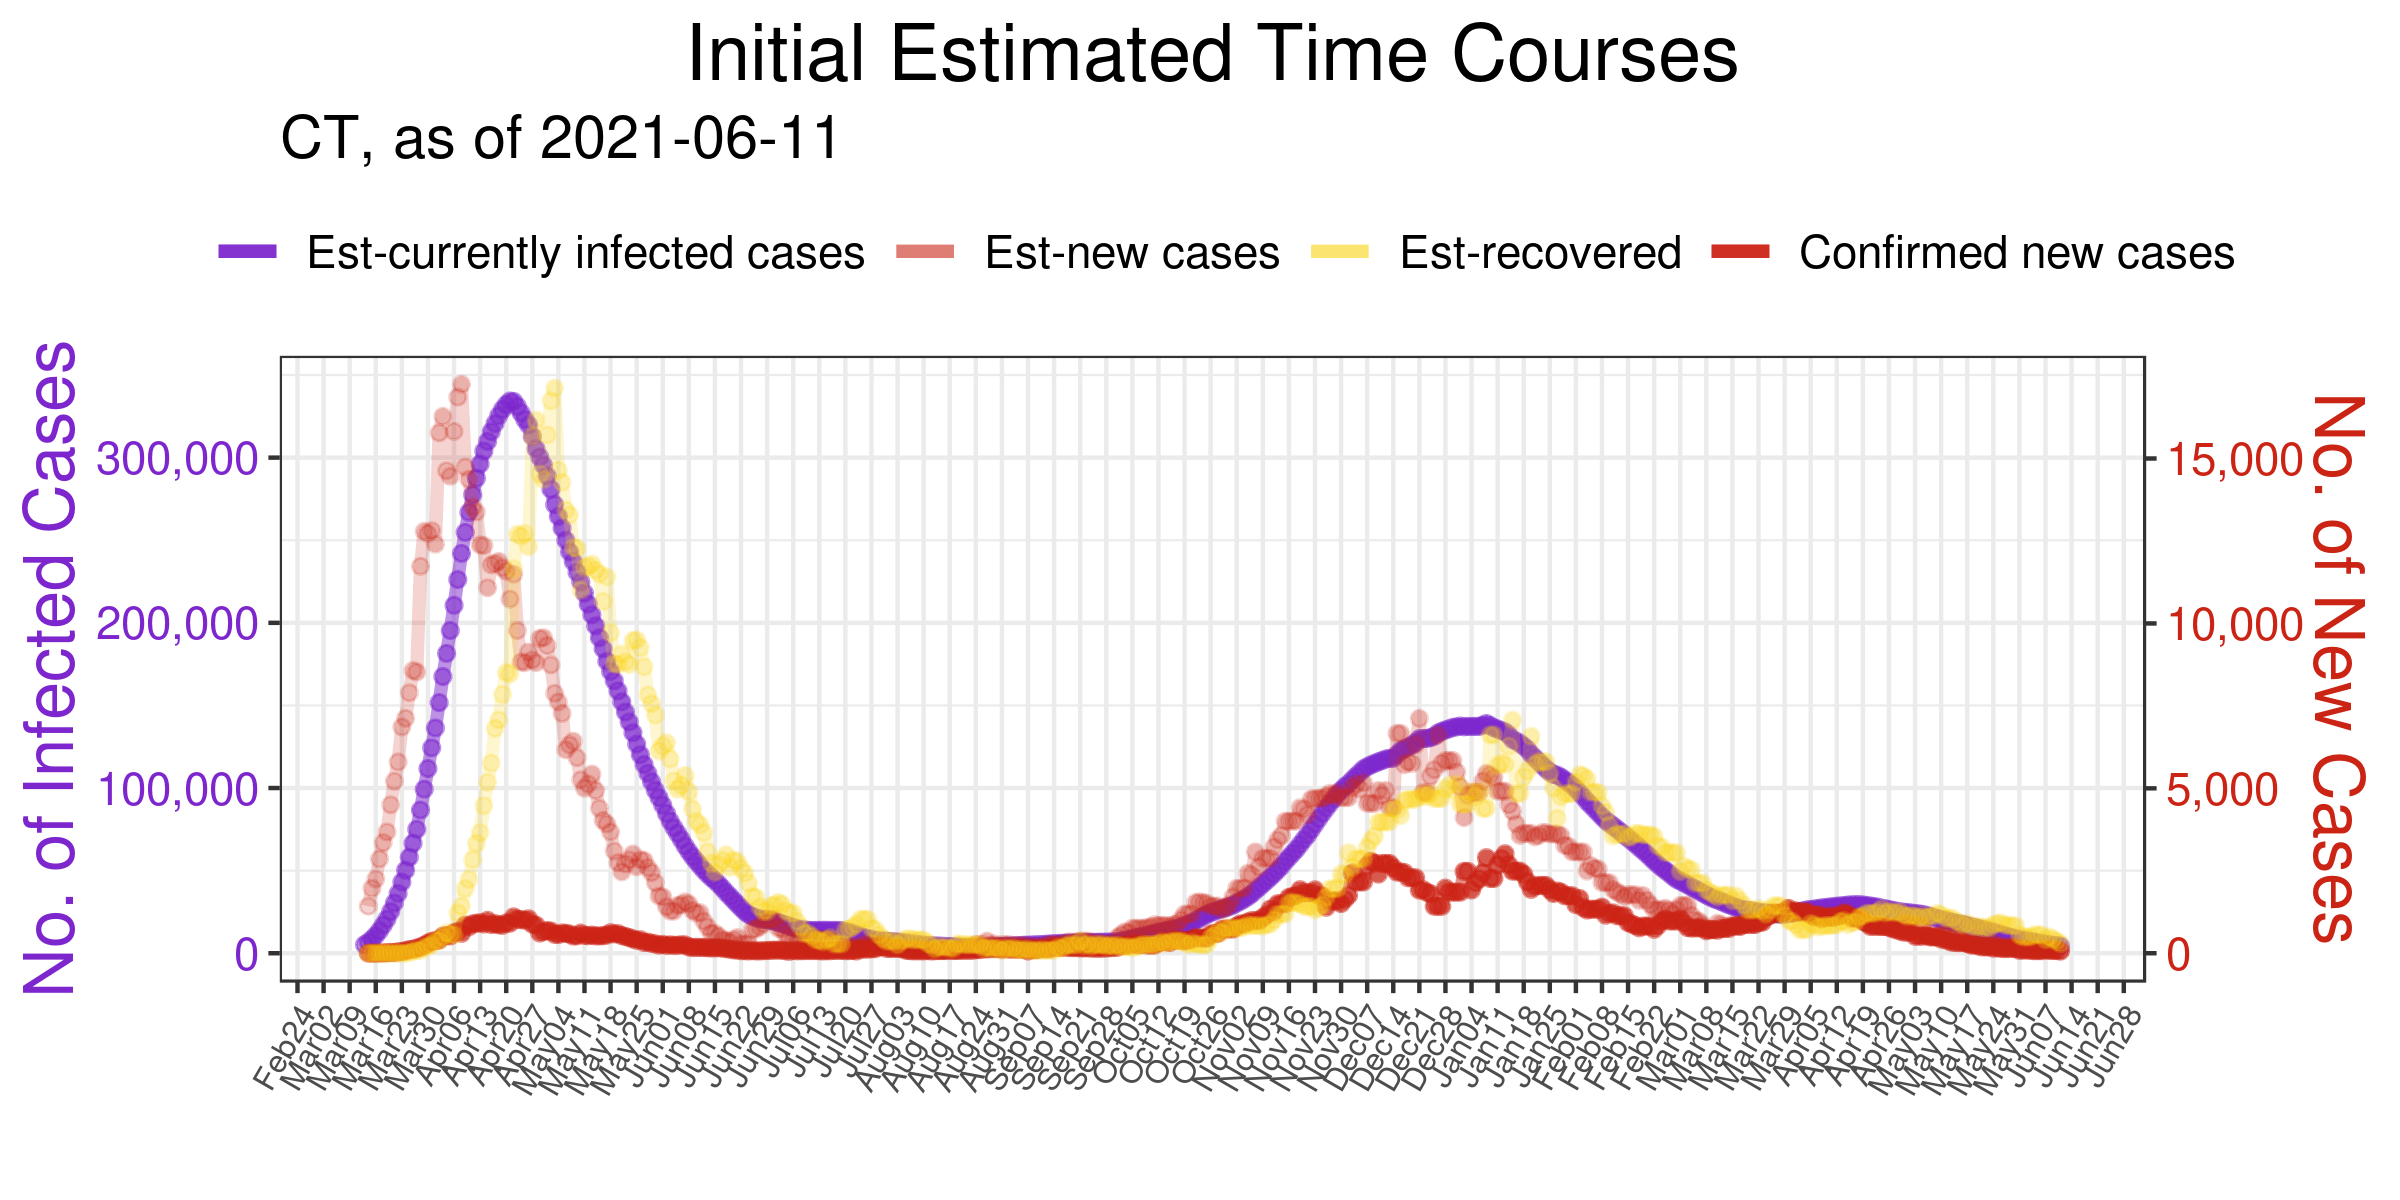 Initial Estimated Time Courses
CT, as of 2021-06-11
Est-currently infected cases Est-new cases Est-recovered Confirmed new cases
No. of Infected Cases
300,000
200,000
100,000
0
15,000
10,000
5,000
0
No. of New Cases
Feb24 Mar02 Mar09 Mar16 Mar23 Mar30 Apr06 Apr13 Apr20 Apr27 May04 May11 May18 May25 Jun01 Jun08 Jun15 Jun22 Jun29 Jul06 Jul13 Jul20 Jul27 Aug03 Aug10 Aug17 Aug24 Aug31 Sep07 Sep14 Sep21 Sep28 Oct05 Oct12 Oct19 Oct26 Nov02 Nov09 Nov16 Nov23 Nov30 Dec07 Dec14 Dec21 Dec28 Jan04 Jan11 Jan18 Jan25 Feb01 Feb08 Feb15 Feb22 Mar01 Mar08 Mar15 Mar22 Mar29 Apr05 Apr12 Apr19 Apr26 May03 May10 May17 May24 May31 Jun07 Jun14 Jun21 Jun28